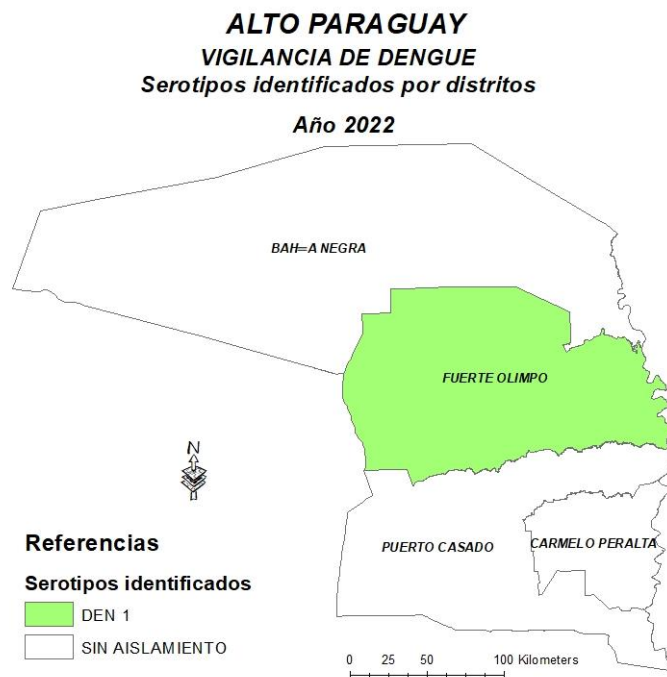 ALTO PARAGUAY
VIGILANCIA DE DENGUE
Serotipos identificados por distritos
Año 2022
BAH=A NEGRA
FUERTE OLIMPO
PUERTO CASADO
CARMELO PERALTA
N
Referencias
Serotipos identificados
DEN 1
SIN AISLAMIENTO
0 25 50 100 Kilometers